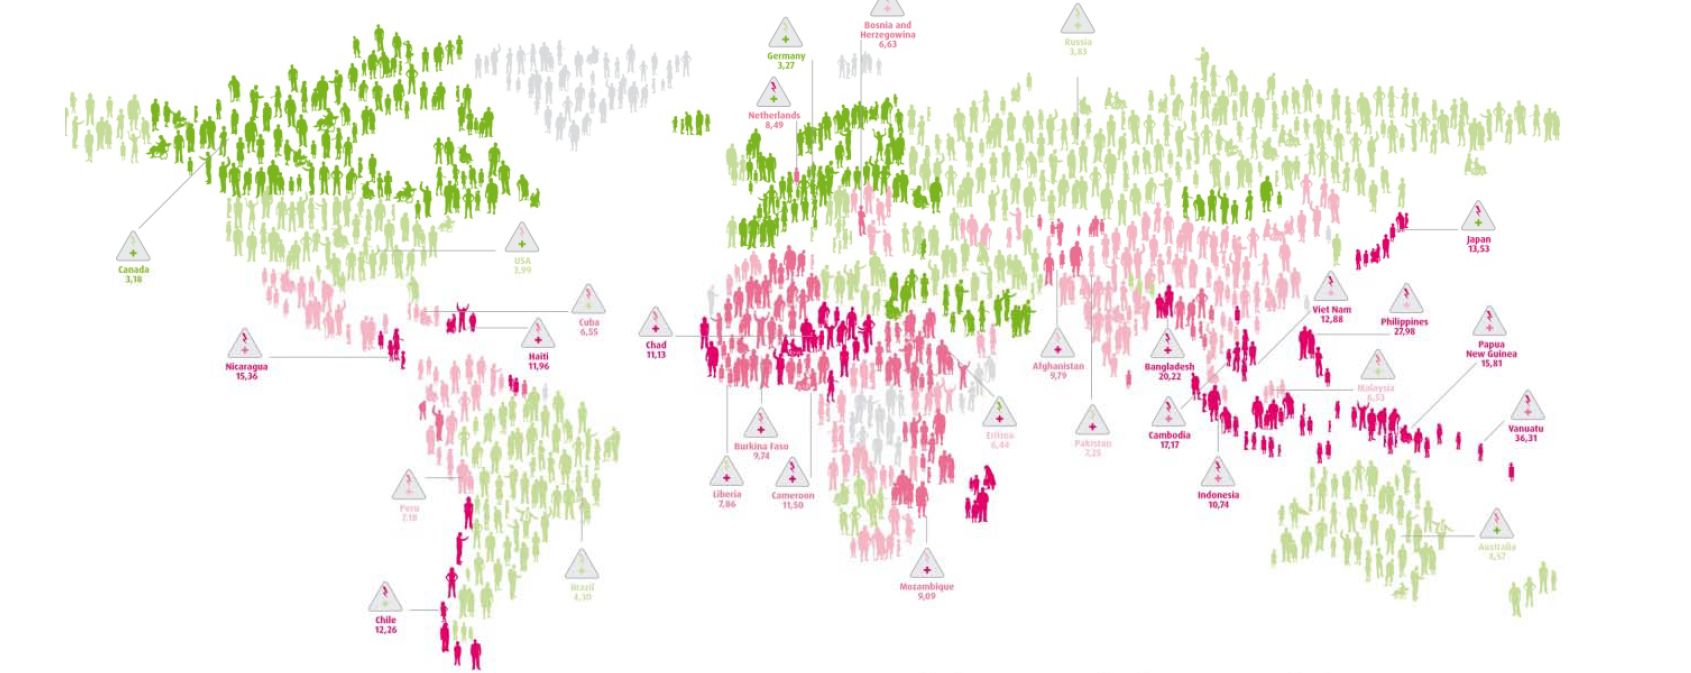 Bosnia and
Herzegowina
6,63
Germany
3,27
Russia
3,83
Netherlands
8,49
Canada
3,18
USA
3,99
Japan
13,53
Cuba
6,55
Haiti
11,96
Nicaragua
15,36
Chad
11,13
Viet Nam
12,88
Philippines
27,98
Papua
New Guinea
15,81
Afghanistan
9,79
Bangladesh
20,22
Malaysia
6,53
Vanuatu
36,31
Burkina Faso
9,74
Eritrea
6,44
Pakistan
7,25
Cambodia
17,17
Liberia
7,86
Cameroon
11,50
Indonesia
10,74
Peru
7,18
Australia
4,57
Brazil
4,30
Mozambique
9,09
Chile
12,26